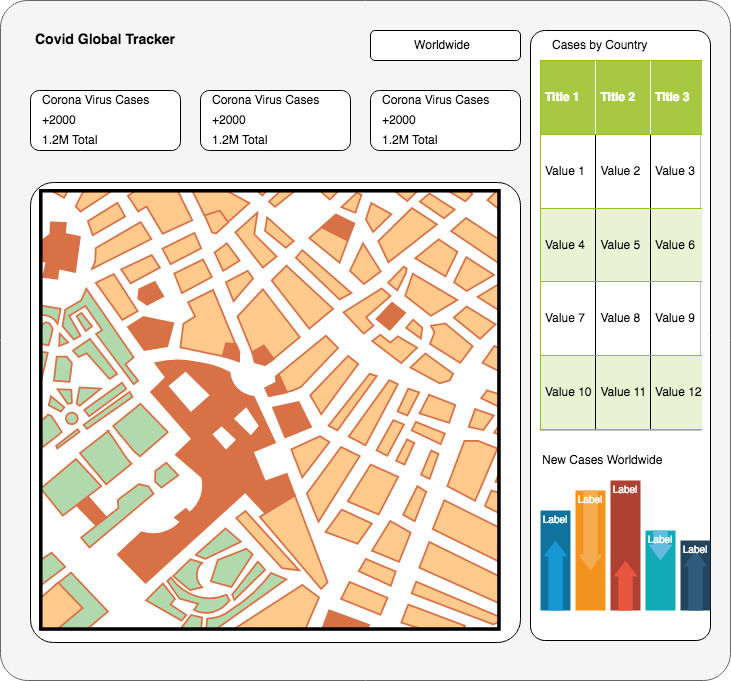 Covid Global Tracker
Worldwide
Corona Virus Cases
+2000
1.2M Total
Corona Virus Cases
+2000
1.2M Total
Corona Virus Cases
+2000
1.2M Total
Cases by Country
Title 1 Title 2 Title 3
Value 1 Value 2 Value 3
Value 4 Value 5 Value 6
Value 7 Value 8 Value 9
Value 10 Value 11 Value 12
New Cases Worldwide
Label
Label
Label
Label
Label